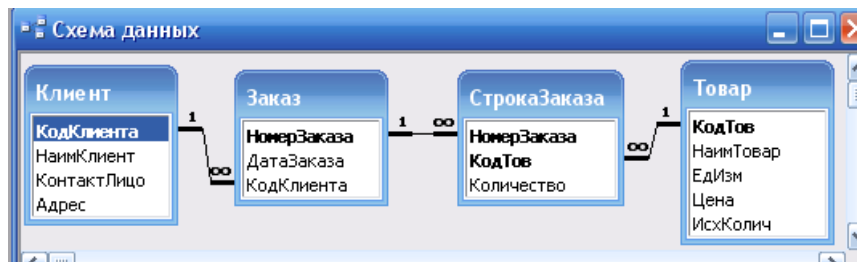 Схема данных
Клиент
КодКлиента
НаимКлиент
КонтактЛицо
Адрес
1
∞
Заказ
НомерЗаказа
ДатаЗаказа
КодКлиента
1
∞
СтрокаЗаказа
НомерЗаказа
КодТов
Количество
1
∞
Товар
КодТов
НаимТовар
ЕдИзм
Цена
ИсхКолич